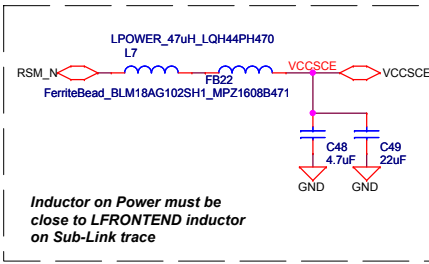 LPOWER_47uH_LQH44PH470
L7
RSM_N
FB22
VCCSCE
VCCSCE
FerriteBead_BLM18AG102SH1_MPZ1608B471
C48
4.7uF
C49
22uF
GND
GND
Inductor on Power must be
close to LFRONTEND inductor
on Sub-Link trace